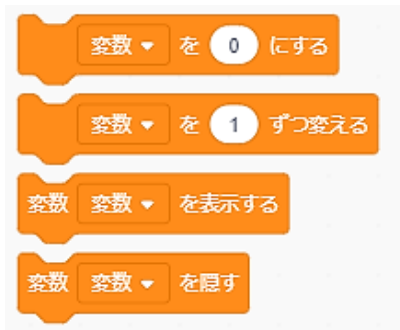 変数 を 0 にする
変数 を 1 ずつ変える
変数 変数 を表示する
変数 変数 を隠す